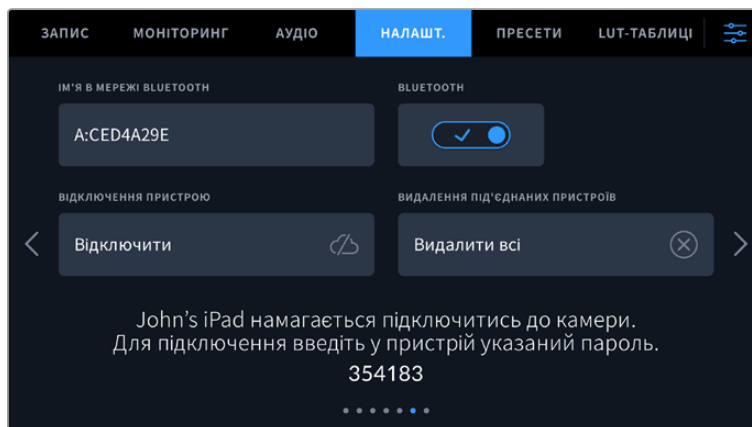 ЗАПИС МОНІТОРИНГ АУДІО НАЛАШТ. ПРЕСЕТИ LUT-ТАБЛИЦІ
ІМ'Я В МЕРЕЖІ BLUETOOTH BLUETOOTH
A:CED4A29E
ВІДКЛЮЧЕННЯ ПРИСТРОЮ ВИДАЛЕННЯ ПІД'ЄДНАНИХ ПРИСТРОЇВ
Відключити Видалити всі
John’s iPad намагається підключитись до камери.
Для підключення введіть у пристрій указаний пароль.
354183